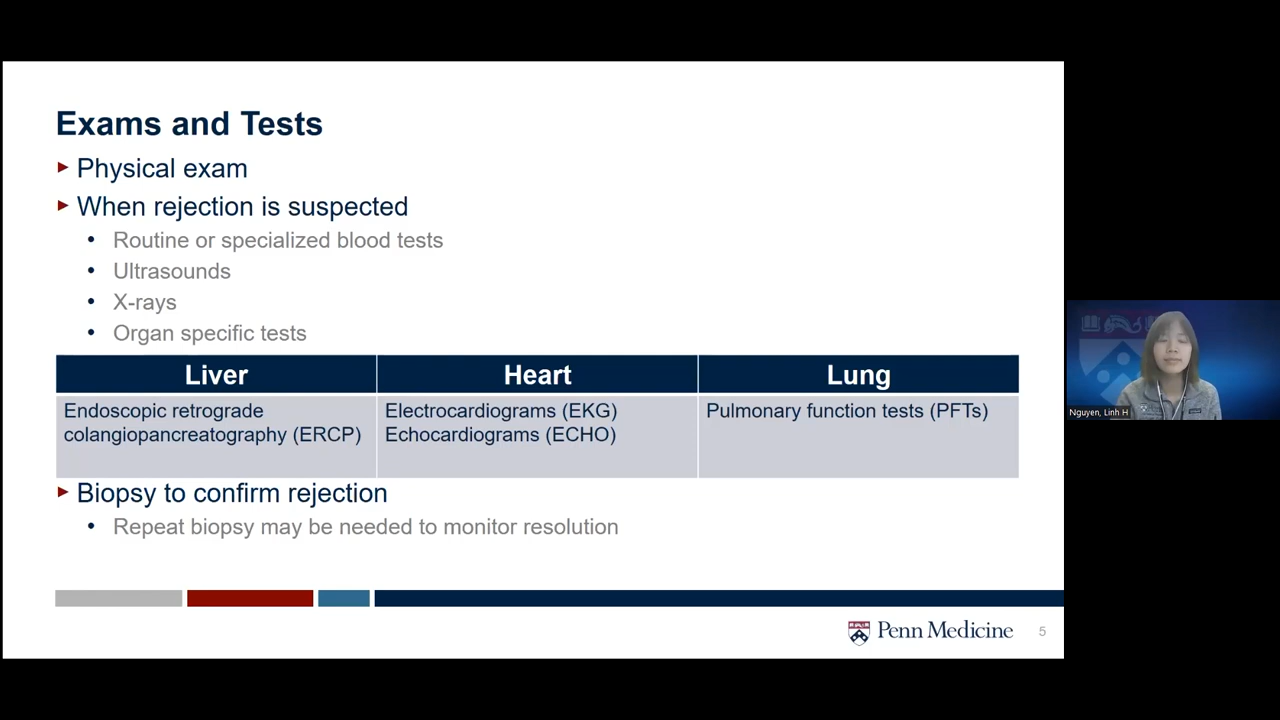 Exams and Tests
Physical exam
When rejection is suspected
Routine or specialized blood tests
Ultrasounds
X-rays
Organ specific tests
Liver
Heart
Lung
Endoscopic retrograde
colangiopancreatography (ERCP)
Electrocardiograms (EKG)
Echocardiograms (ECHO)
Pulmonary function tests (PFTs)
Biopsy to confirm rejection
Repeat biopsy may be needed to monitor resolution
Penn Medicine
5
Nguyen, Linh H